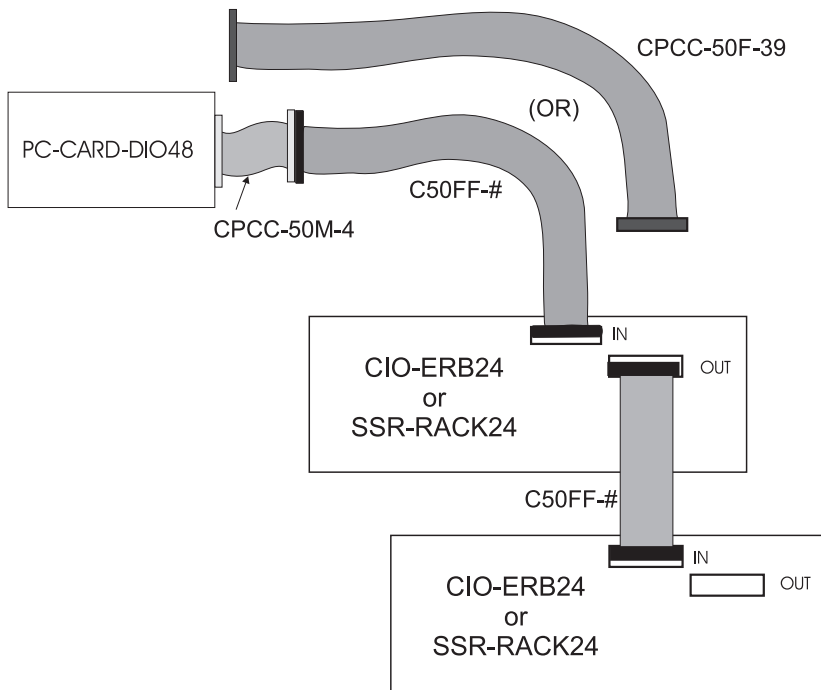 CPCC-50F-39
(OR)
PC-CARD-DIO48
C50FF-#
CPCC-50M-4
IN
CIO-ERB24
or
SSR-RACK24
OUT
C50FF-#
IN
CIO-ERB24
or
SSR-RACK24
OUT